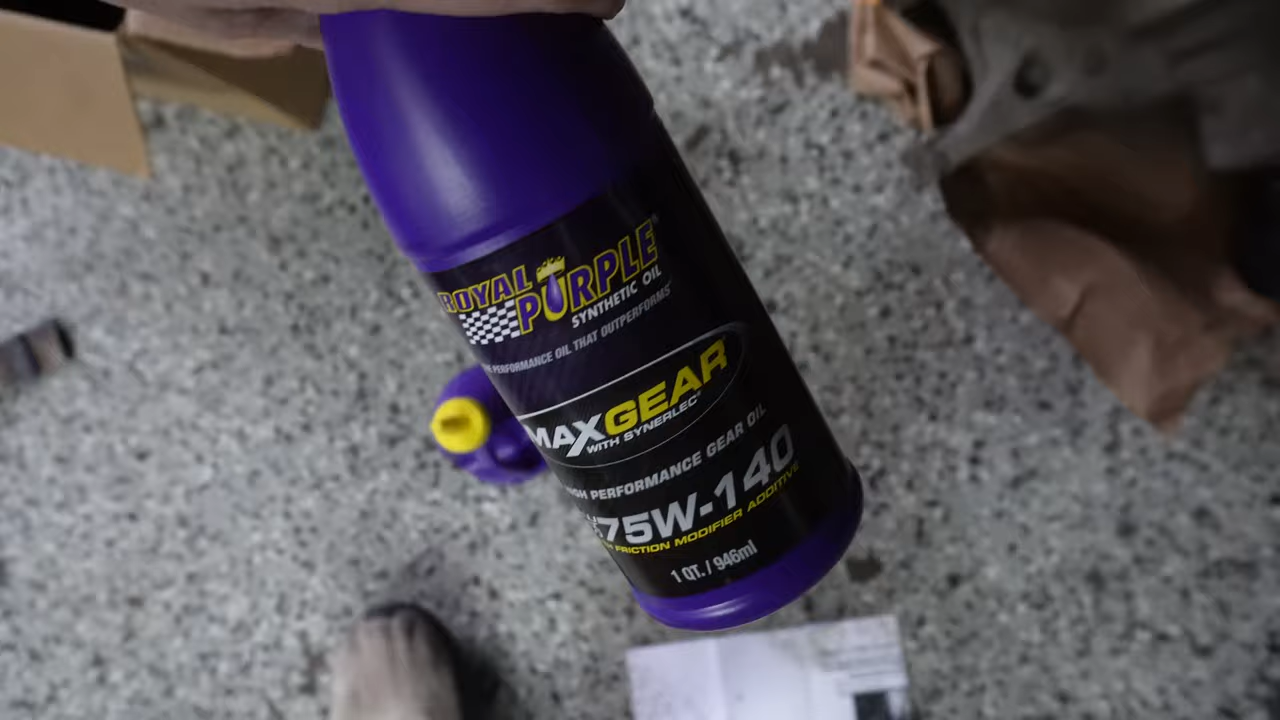 ROYAL PURPLE®
SYNTHETIC OIL
PERFORMANCE OIL THAT OUTPERFORMS
MAXGEAR®
WITH SYNERLEC®
HIGH PERFORMANCE GEAR OIL
75W-140
FRICTION MODIFIER ADDITIVE
1 QT. / 946ml